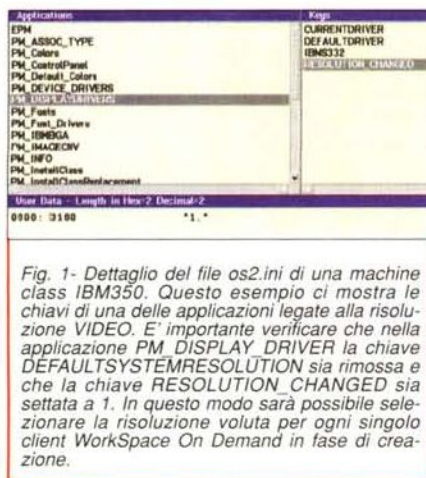 Applications
EPM
PM_ASSOC_TYPE
PM_Colors
PM_ControlPanel
PM_Default_Colors
PM_DEVICE_DRIVERS
PM_DISPLAYDRIVERS
PM_Fonts
PM_Font_Drivers
PM_IBMBGA
PM_IMAGECNV
PM_INFO
PM_InstallClass
PM_InstallClassReplacement
Keys
CURRENTDRIVER
DEFAULTDRIVER
IBMS332
RESOLUTION_CHANGED
User Data - Length in Hex=2 Decimal=2
0000: 3100 "1."
Fig. 1- Dettaglio del file os2.ini di una machine
class IBM350. Questo esempio ci mostra le
chiavi di una delle applicazioni legate alla risolu-
zione VIDEO. E' importante verificare che nella
applicazione PM_DISPLAY_DRIVER la chiave
DEFAULTSYSTEMRESOLUTION sia rimossa e
che la chiave RESOLUTION_CHANGED sia
settata a 1. In questo modo sarà possibile sele-
zionare la risoluzione voluta per ogni singolo
client WorkSpace On Demand in fase di crea-
zione.